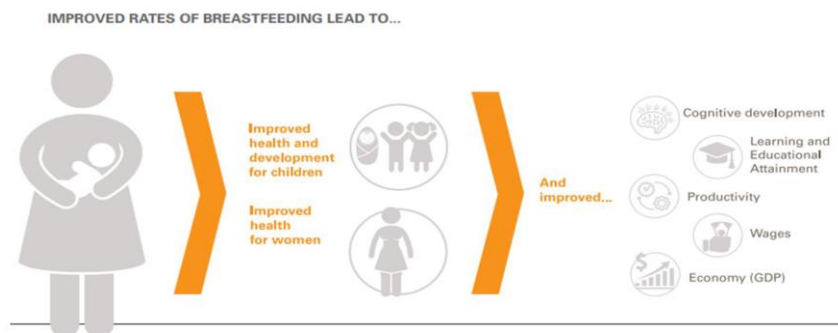 IMPROVED RATES OF BREASTFEEDING LEAD TO...
Improved
health and
development
for children
Improved
health
for women
And
improved...
Cognitive development
Learning and
Educational
Attainment
Productivity
Wages
$
Economy (GDP)